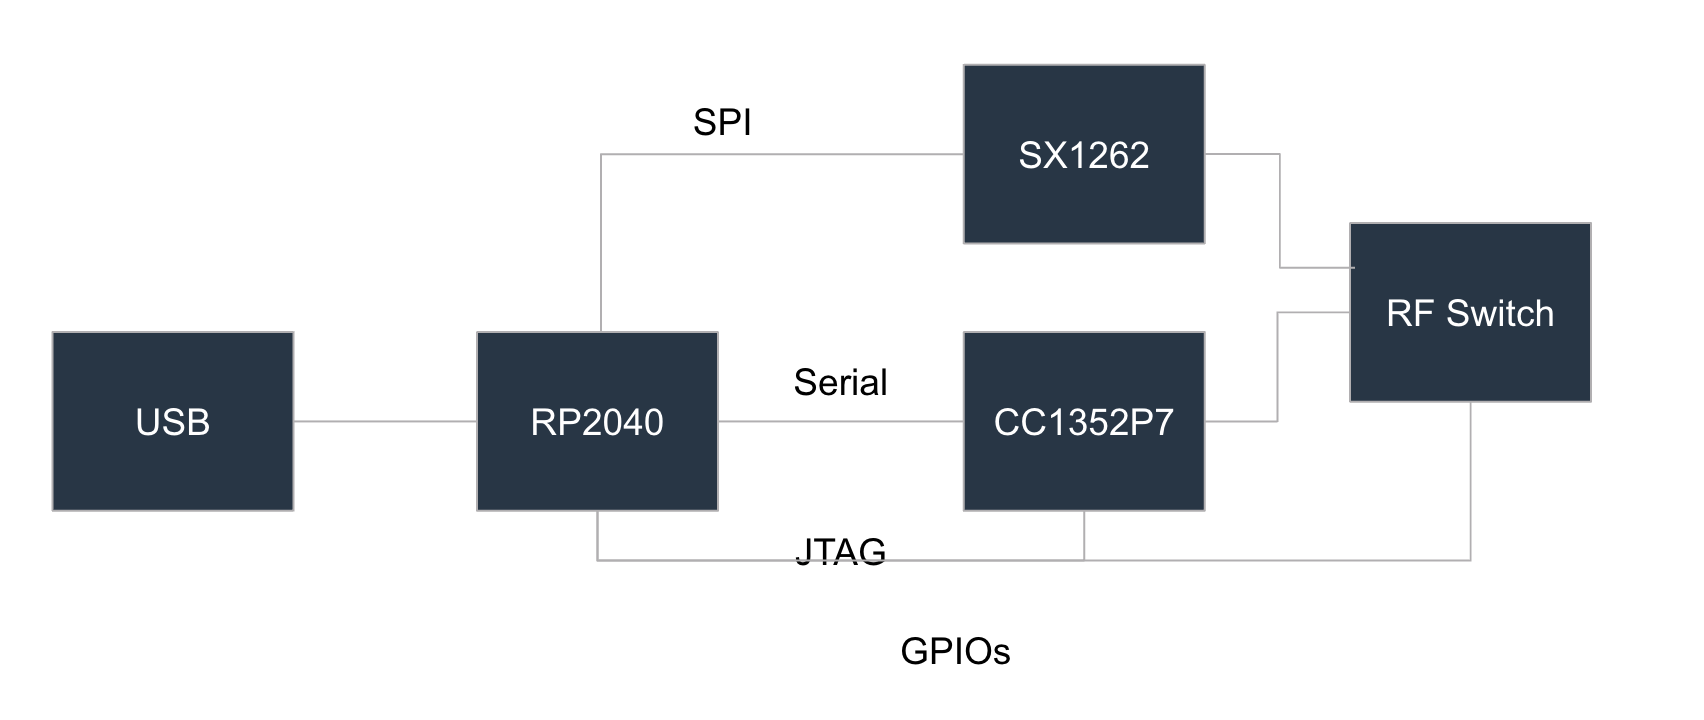 SPI
SX1262
RF Switch
USB
RP2040
Serial
CC1352P7
JTAG
GPIOs